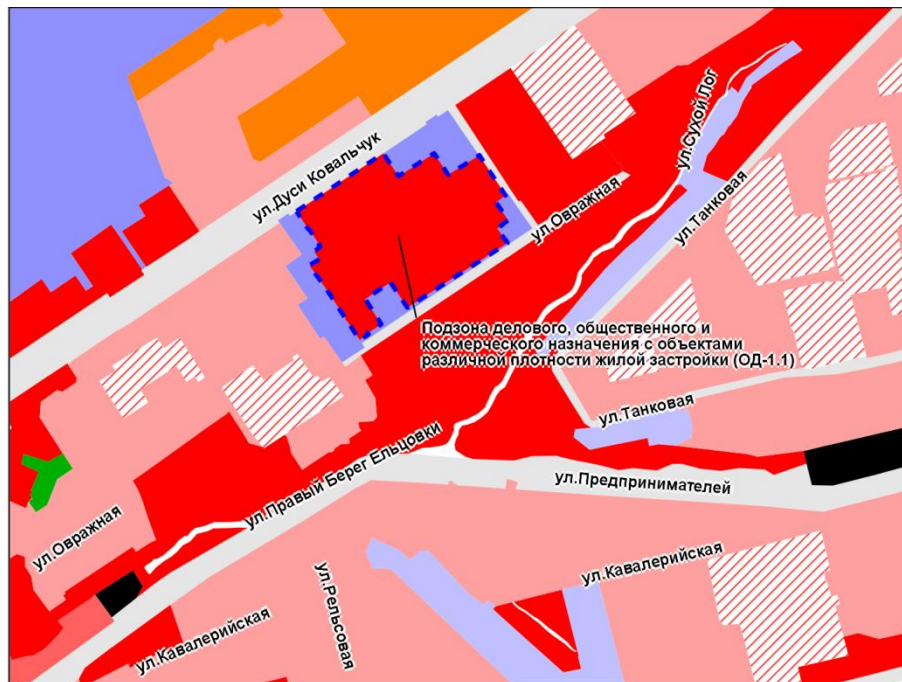 ул.Дуси Ковальчук
ул.Сухой Лог
ул.Овражная
ул.Танковая
Подзона делового, общественного и
коммерческого назначения с объектами
различной плотности жилой застройки (ОД-1.1)
ул.Танковая
ул.Правый Берег Ельцовки
ул.Предпринимателей
ул.Овражная
ул.Рельсовая
ул.Кавалерийская
ул.Кавалерийская